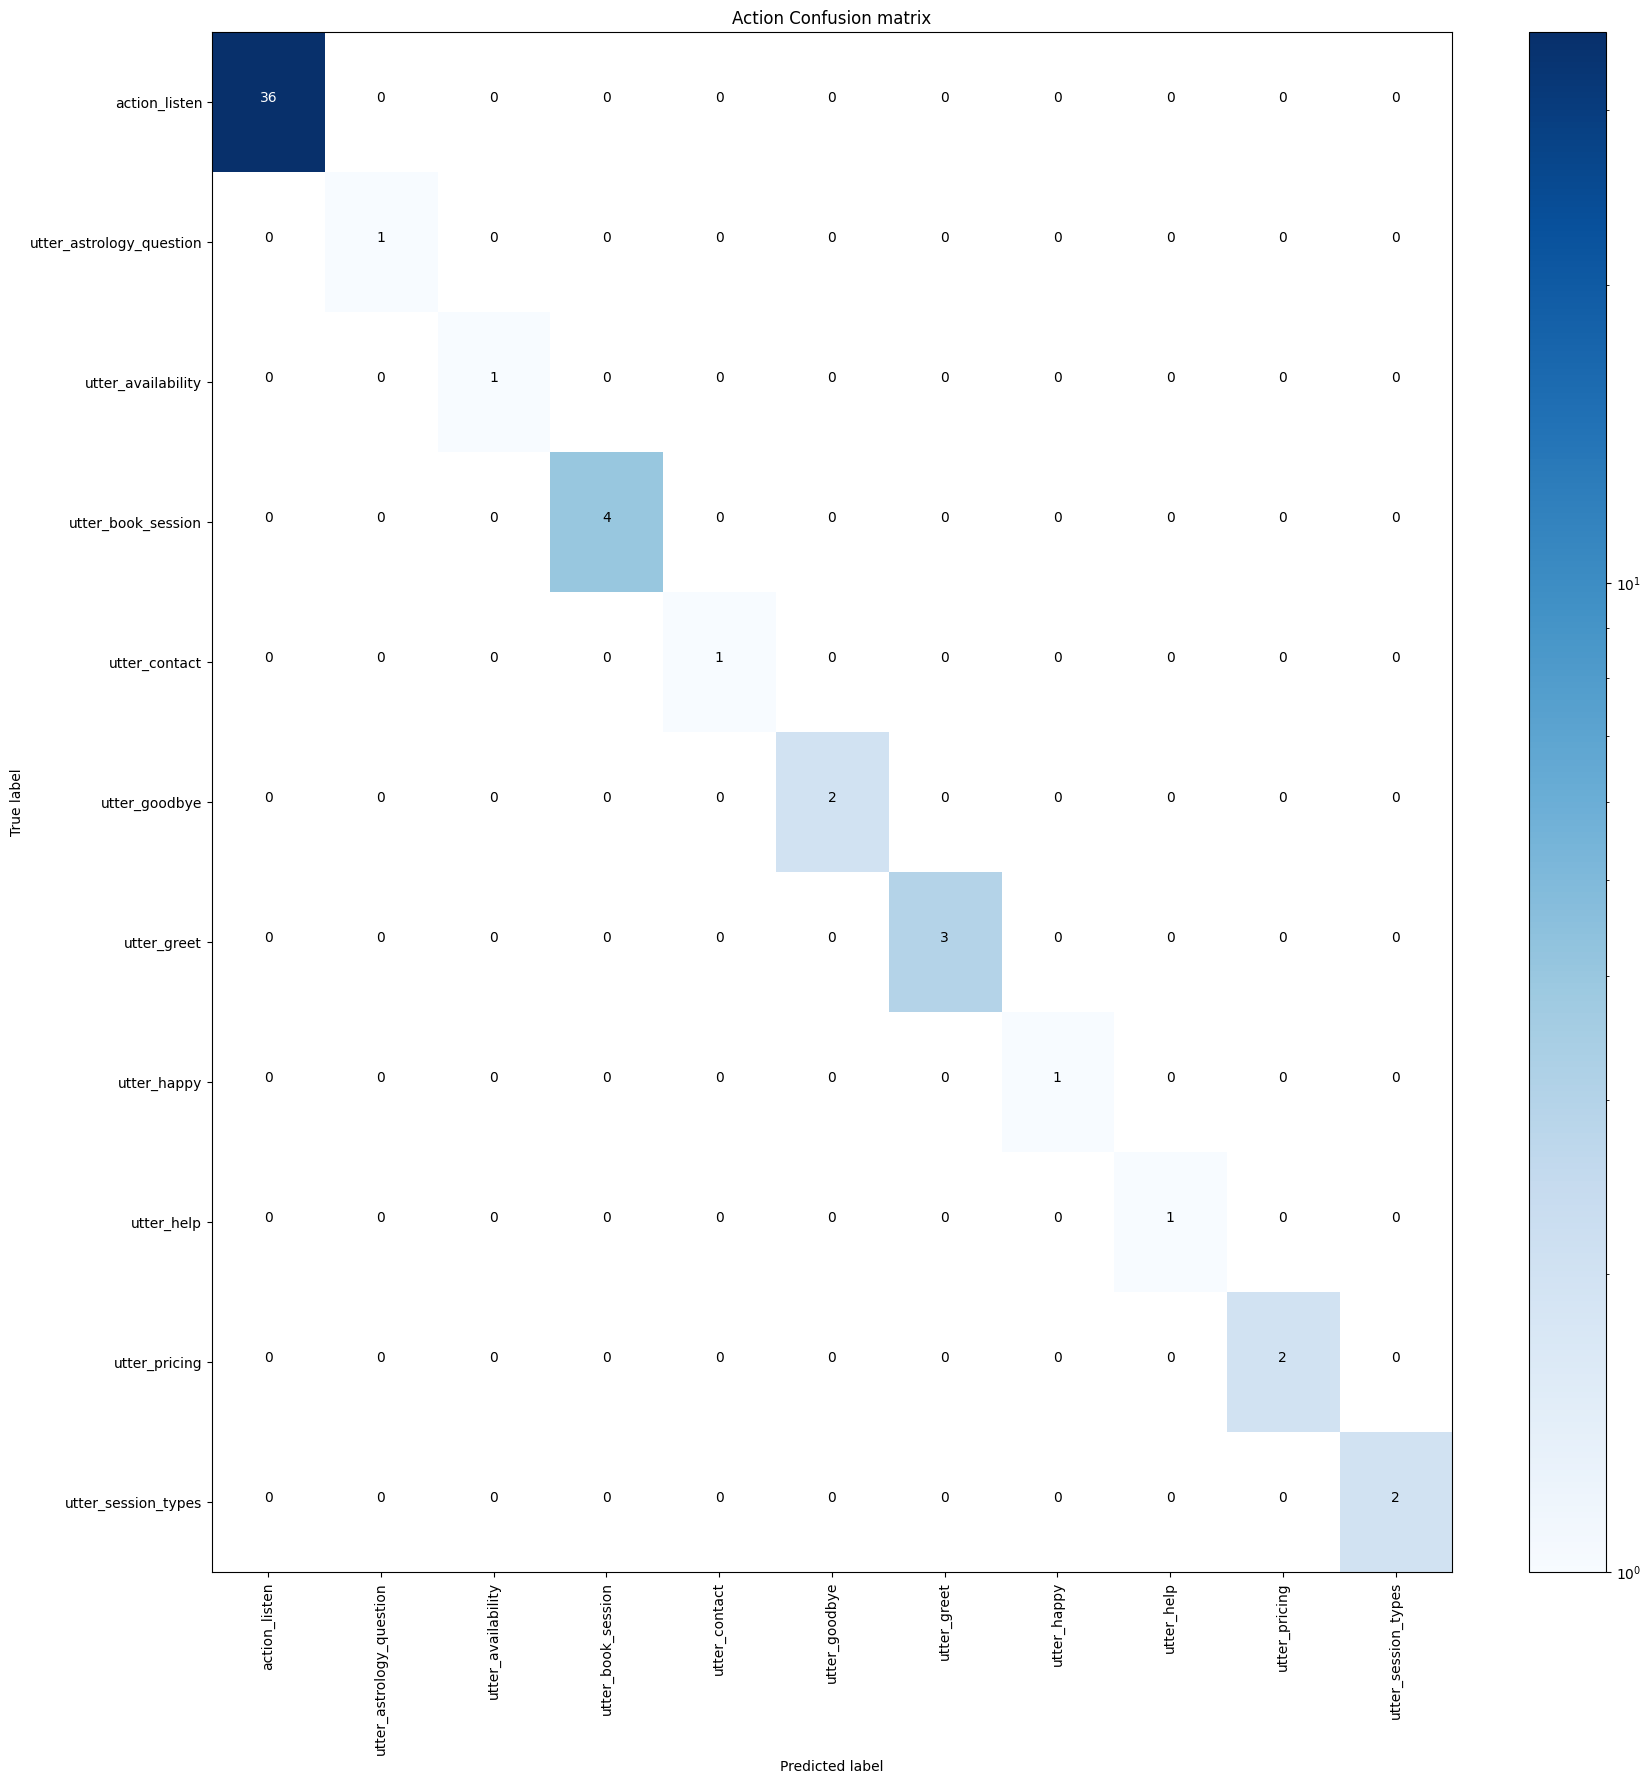 Action Confusion matrix
action_listen 36 0 0 0 0 0 0 0 0 0 0
utter_astrology_question 0 1 0 0 0 0 0 0 0 0 0
utter_availability 0 0 1 0 0 0 0 0 0 0 0
utter_book_session 0 0 0 4 0 0 0 0 0 0 0
10¹
utter_contact 0 0 0 0 1 0 0 0 0 0 0
True label
utter_goodbye 0 0 0 0 0 2 0 0 0 0 0
utter_greet 0 0 0 0 0 0 3 0 0 0 0
utter_happy 0 0 0 0 0 0 0 1 0 0 0
utter_help 0 0 0 0 0 0 0 0 1 0 0
utter_pricing 0 0 0 0 0 0 0 0 0 2 0
utter_session_types 0 0 0 0 0 0 0 0 0 0 2
10⁰
action_listen
utter_astrology_question
utter_availability
utter_book_session
utter_contact
utter_goodbye
utter_greet
utter_happy
utter_help
utter_pricing
utter_session_types
Predicted label